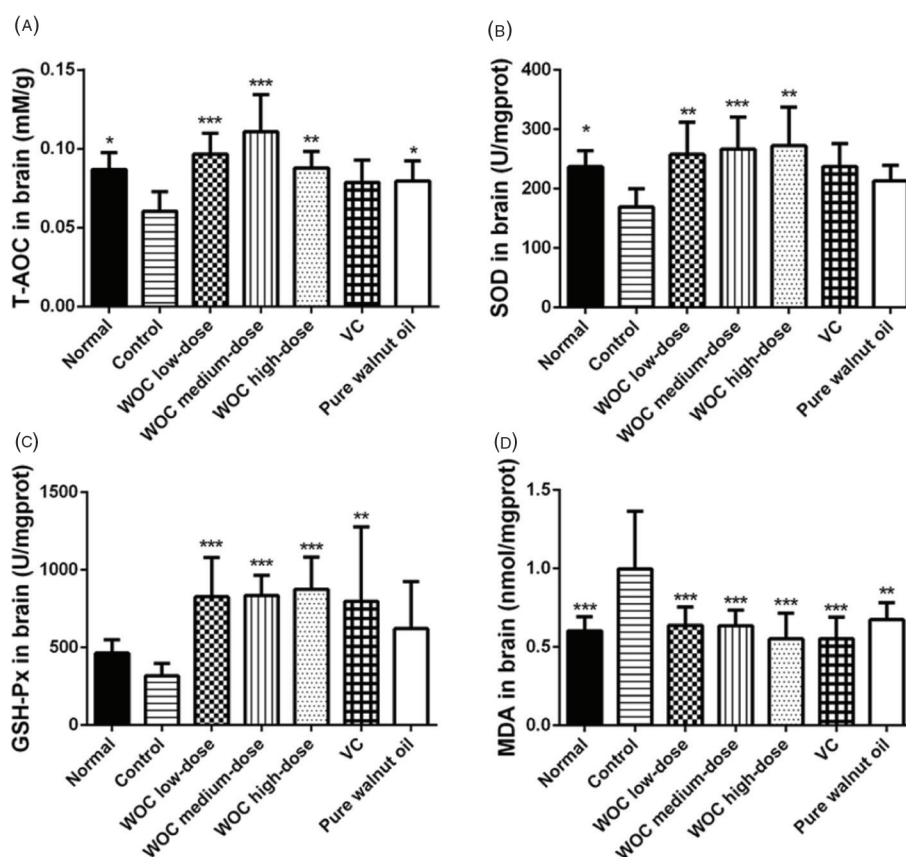 (A)
T-AOC in brain (mM/g)
0.15
0.10
0.05
0.00
*
***
***
**
*
Normal
Control
WOC low-dose
WOC medium-dose
WOC high-dose
VC
Pure walnut oil
(B)
SOD in brain (U/mgprot)
400
300
200
100
0
*
**
***
**
Normal
Control
WOC low-dose
WOC medium-dose
WOC high-dose
VC
Pure walnut oil
(C)
GSH-Px in brain (U/mgprot)
1500
1000
500
0
***
***
***
**
Normal
Control
WOC low-dose
WOC medium-dose
WOC high-dose
VC
Pure walnut oil
(D)
MDA in brain (nmol/mgprot)
1.5
1.0
0.5
0.0
***
***
***
***
***
**
Normal
Control
WOC low-dose
WOC medium-dose
WOC high-dose
VC
Pure walnut oil